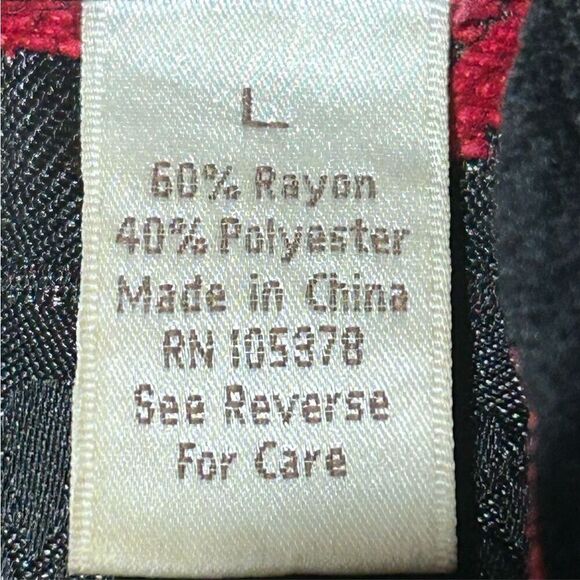 L
60% Rayon
40% Polyester
Made in China
RN 105378
See Reverse
For Care